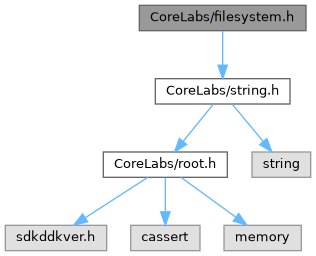 CoreLabs/filesystem.h
CoreLabs/string.h
CoreLabs/root.h
string
sdkddkver.h
cassert
memory